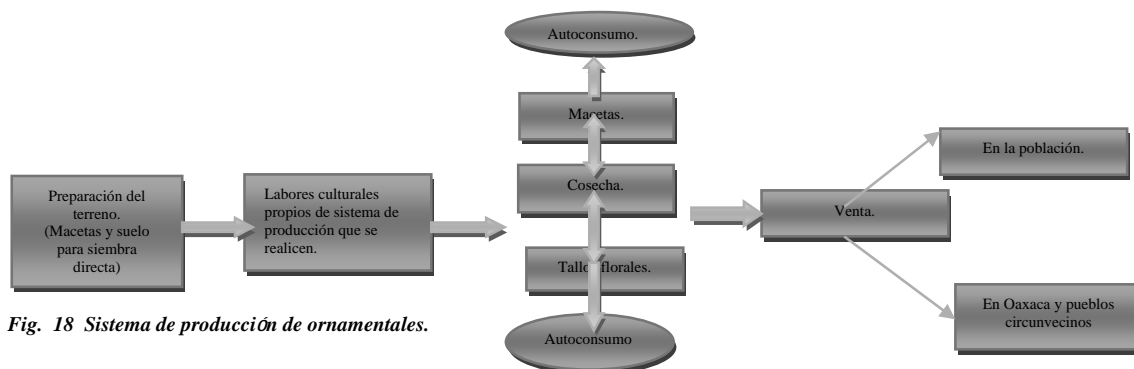 Autoconsumo.
Macetas.
Cosecha.
Tallos florales.
Autoconsumo
Preparación del
terreno.
(Macetas y suelo
para siembra
directa)
Labores culturales
propios de sistema de
producción que se
realicen.
Venta.
En la población.
En Oaxaca y pueblos
circunvecinos
Fig. 18 Sistema de producción de ornamentales.